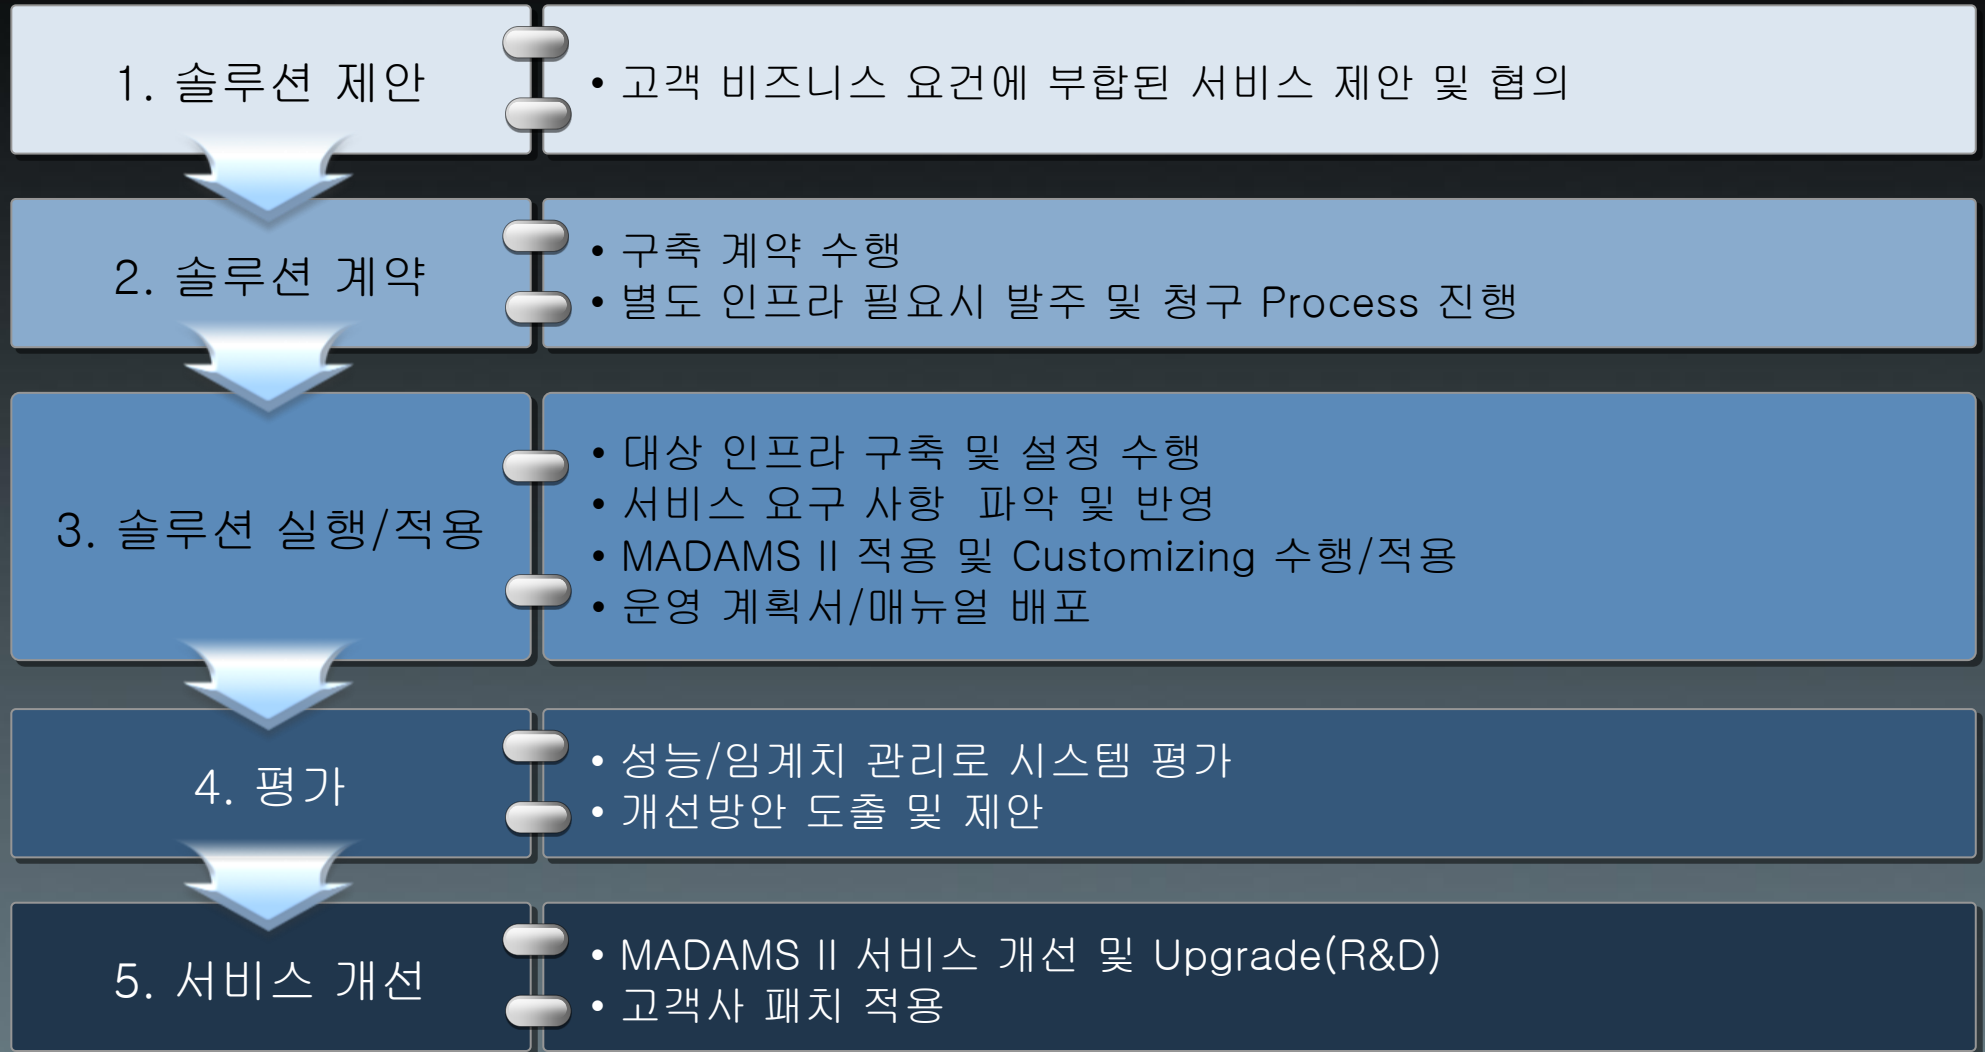 1. 솔루션 제안
• 고객 비즈니스 요건에 부합된 서비스 제안 및 협의
2. 솔루션 계약
• 구축 계약 수행
• 별도 인프라 필요시 발주 및 청구 Process 진행
3. 솔루션 실행/적용
• 대상 인프라 구축 및 설정 수행
• 서비스 요구 사항 파악 및 반영
• MADAMS II 적용 및 Customizing 수행/적용
• 운영 계획서/매뉴얼 배포
4. 평가
• 성능/임계치 관리로 시스템 평가
• 개선방안 도출 및 제안
5. 서비스 개선
• MADAMS II 서비스 개선 및 Upgrade(R&D)
• 고객사 패치 적용